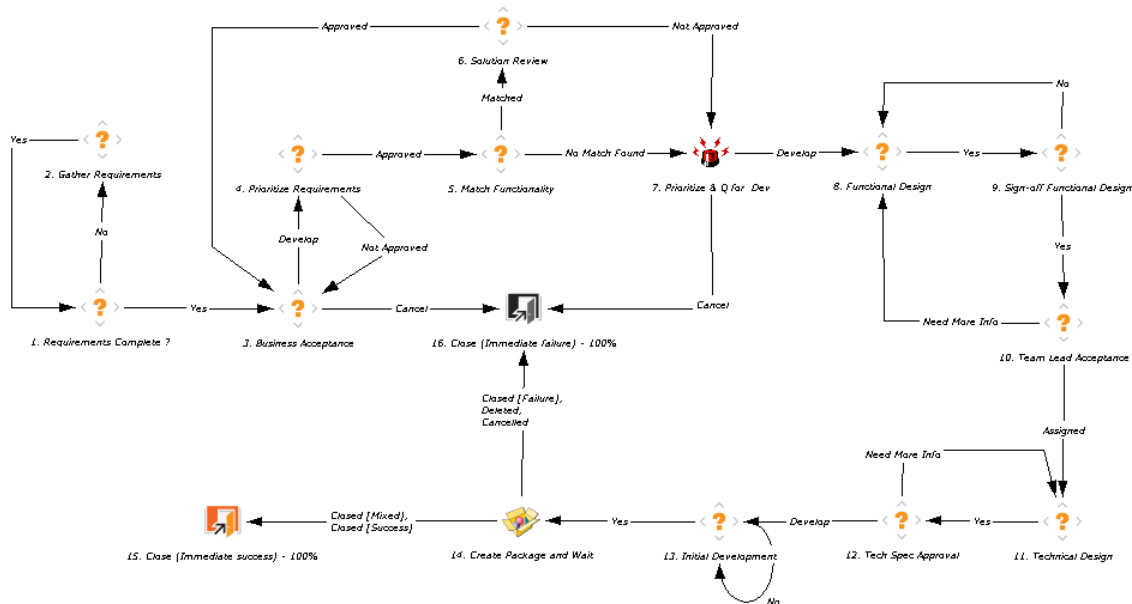 Approved
Not Approved
6. Solution Review
No
Matched
Yes
Approved
No Match Found
Develop
Yes
2. Gather Requirements
4. Prioritize Requirements
5. Match Functionality
7. Prioritize & Q for Dev
8. Functional Design
9. Sign-off Functional Design
No
Develop
Not Approved
Yes
Yes
Cancel
Cancel
Need More Info
1. Requirements Complete ?
3. Business Acceptance
16. Close (Immediate failure) - 100%
10. Team Lead Acceptance
Closed [Failure],
Deleted,
Cancelled
Assigned
Need More Info
Closed [Mixed],
Closed [Success]
Yes
Develop
Yes
15. Close (Immediate success) - 100%
14. Create Package and Wait
13. Initial Development
12. Tech Spec Approval
11. Technical Design
No